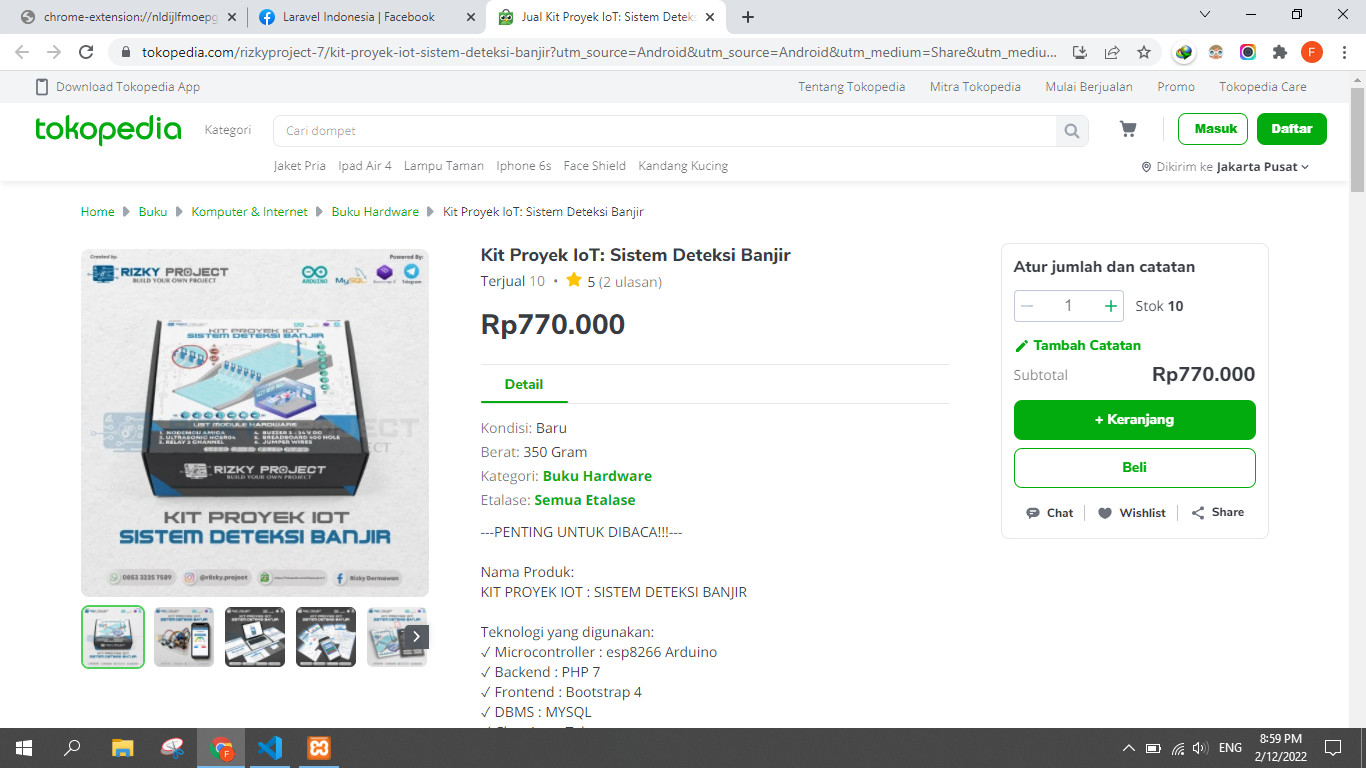 chrome-extension://nldijlfmoepg
Laravel Indonesia | Facebook
Jual Kit Proyek IoT: Sistem Deteks
tokopedia.com/rizkyproject-7/kit-proyek-iot-sistem-deteksi-banjir?utm_source=Android&utm_source=Android&utm_medium=Share&utm_mediu...
F
Download Tokopedia App
Tentang Tokopedia
Mitra Tokopedia
Mulai Berjualan
Promo
Tokopedia Care
tokopedia
Kategori
Cari dompet
Masuk
Daftar
Jaket Pria
Ipad Air 4
Lampu Taman
Iphone 6s
Face Shield
Kandang Kucing
Dikirim ke Jakarta Pusat
Home
Buku
Komputer & Internet
Buku Hardware
Kit Proyek IoT: Sistem Deteksi Banjir
Created by:
RIZKY PROJECT
BUILD YOUR OWN PROJECT
Powered By:
ARDUINO
MySQL
Bootstrap 4
Telegram
RIZKY PROJECT
KIT PROYEK IOT
SISTEM DETEKSI BANJIR
LIST MODULE HARDWARE
1. NODEMCU AMICA
2. ULTRASONIC HCSR04
3. RELAY 2 CHANNEL
4. BUZZER 3 - 24 V DC
5. BREADBOARD 400 HOLE
6. JUMPER WIRES
RIZKY PROJECT
BUILD YOUR OWN PROJECT
KIT PROYEK IOT
SISTEM DETEKSI BANJIR
0853 3225 7589
Rizky Dermawan
Kit Proyek IoT: Sistem Deteksi Banjir
Terjual 10 • 5 (2 ulasan)
Rp770.000
Detail
Kondisi: Baru
Berat: 350 Gram
Kategori: Buku Hardware
Etalase: Semua Etalase
---PENTING UNTUK DIBACA!!!---
Nama Produk:
KIT PROYEK IOT : SISTEM DETEKSI BANJIR
Teknologi yang digunakan:
✓ Microcontroller : esp8266 Arduino
✓ Backend : PHP 7
✓ Frontend : Bootstrap 4
✓ DBMS : MYSQL
Atur jumlah dan catatan
1
Stok 10
Tambah Catatan
Subtotal
Rp770.000
+ Keranjang
Beli
Chat
Wishlist
Share
F
ENG
8:59 PM
2/12/2022